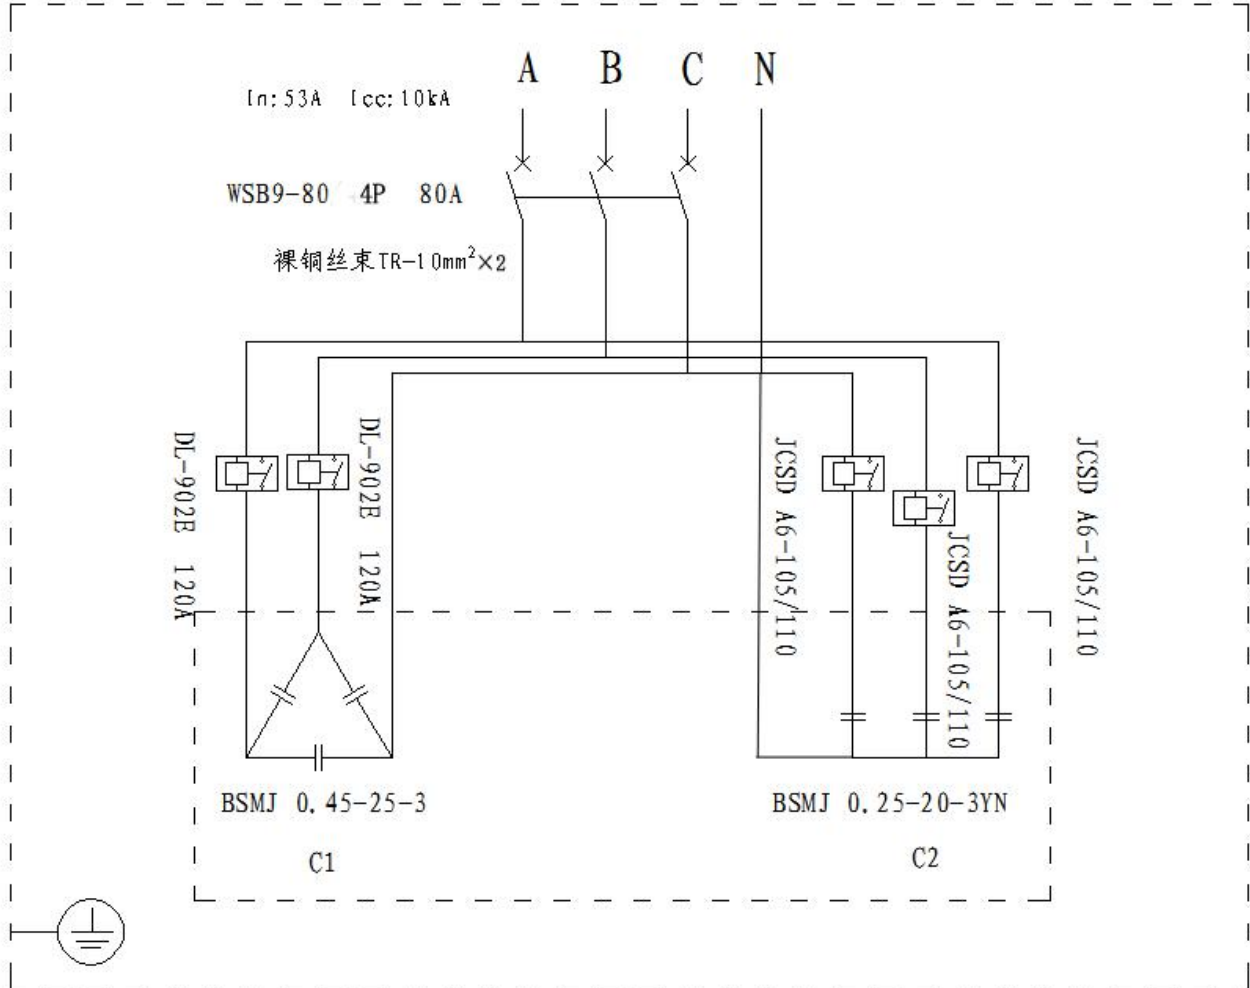 A B C N
In:53A Icc:10kA
WSB9-80 4P 80A
裸铜丝束TR-10mm²×2
DL-902E 120A
DL-902E 120A
JCSD A6-105/110
JCSD A6-105/110
JCSD A6-105/110
BSMJ 0.45-25-3
BSMJ 0.25-20-3YN
C1
C2